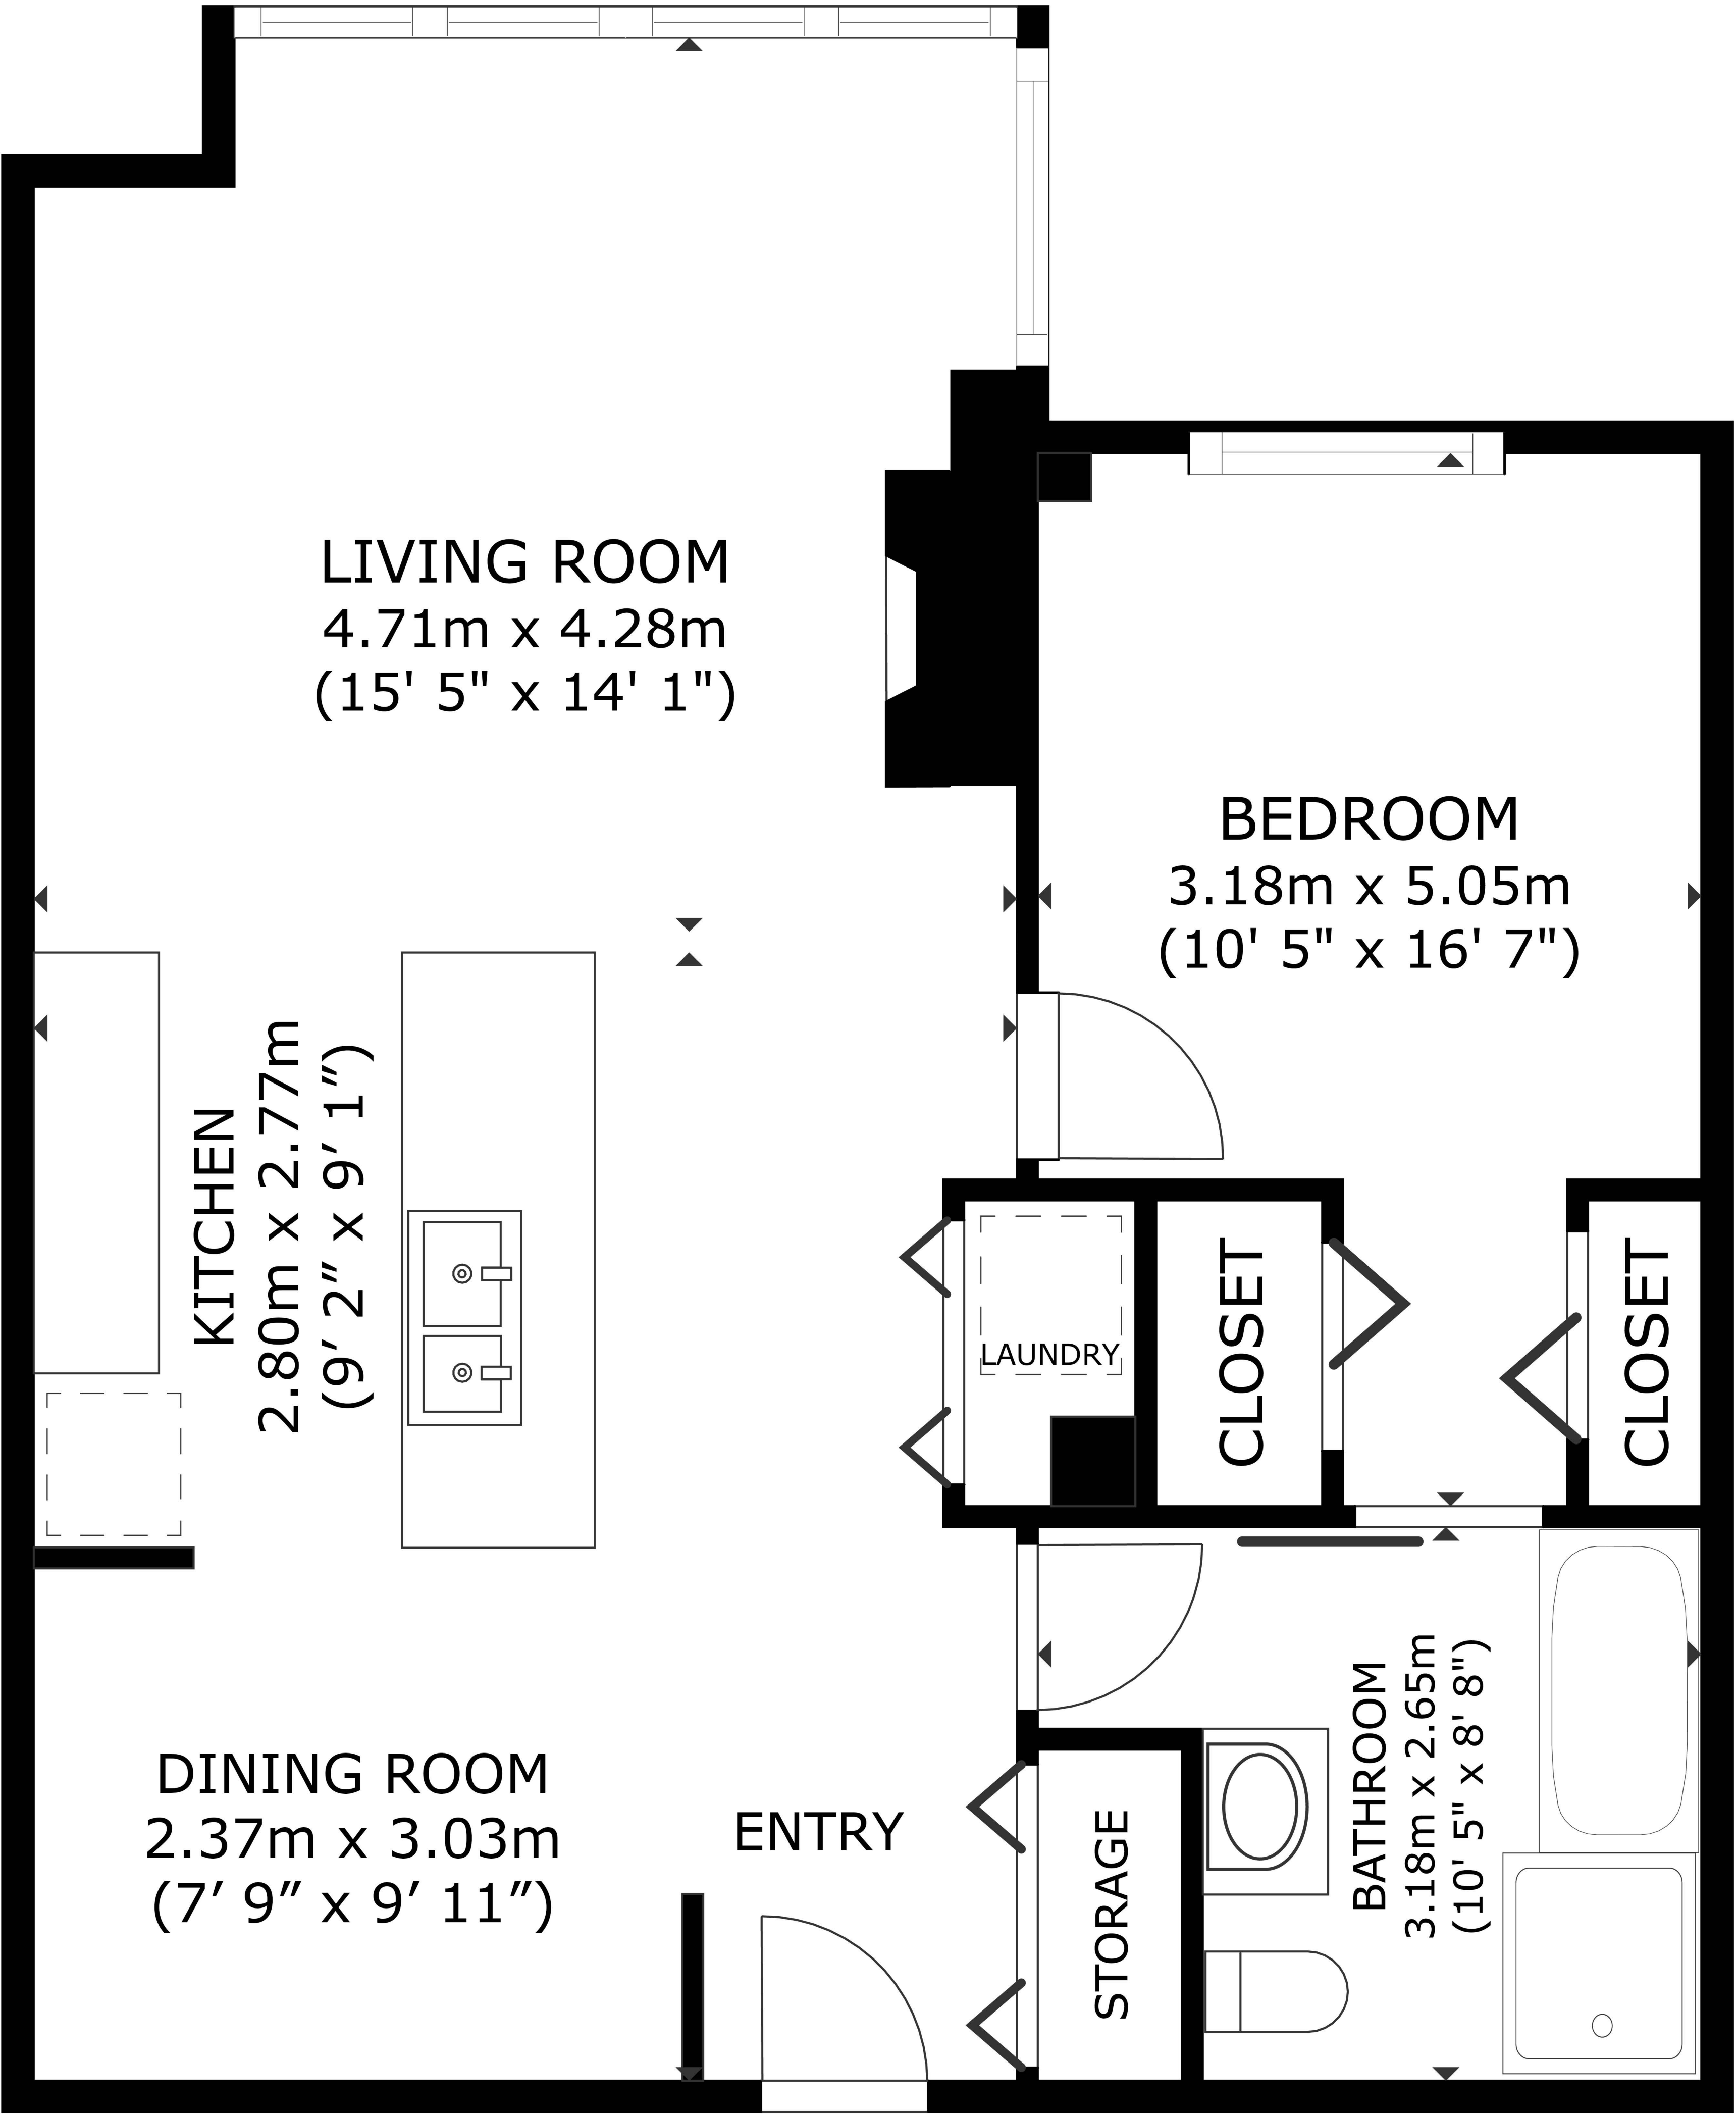 LIVING ROOM
4.71m x 4.28m
(15' 5" x 14' 1")
BEDROOM
3.18m x 5.05m
(10' 5" x 16' 7")
KITCHEN
2.80m x 2.77m
(9’ 2” x 9’ 1”)
LAUNDRY
CLOSET
CLOSET
DINING ROOM
2.37m x 3.03m
(7’ 9” x 9’ 11”)
ENTRY
STORAGE
BATHROOM
3.18m x 2.65m
(10' 5" x 8' 8")